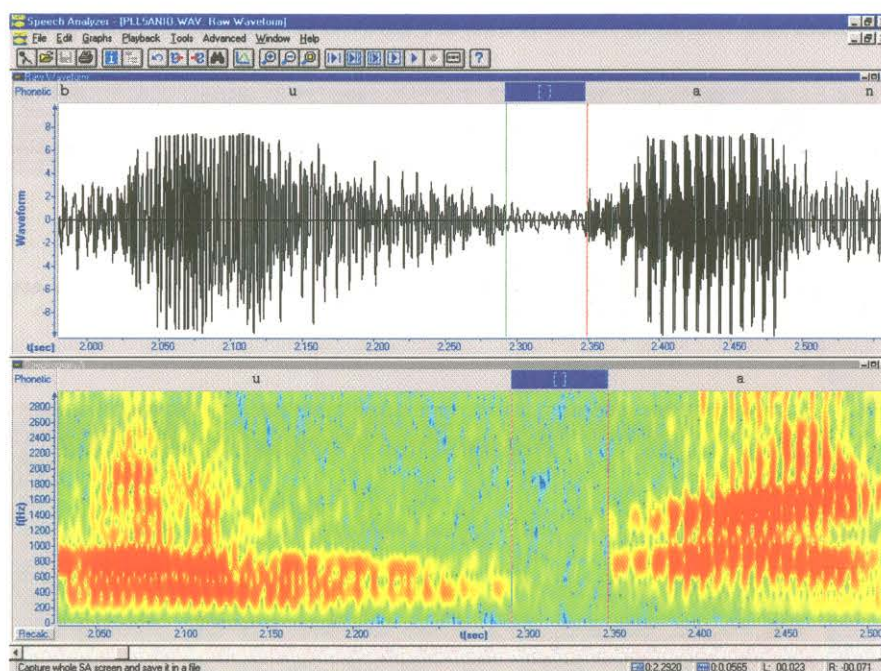 Speech Analyzer - [PLLSANT0.WAV: Raw Waveform]
File Edit Graphs Playback Tools Advanced Window Help
Raw Waveform
Phonetic b u [ ] a n
Waveform
8
6
4
2
0
-2
-4
-6
-8
t[sec] 2.000 2.050 2.100 2.150 2.200 2.250 2.300 2.350 2.400 2.450 2.500
Phonetic u [ ] a
f(Hz)
2800
2600
2400
2200
2000
1800
1600
1400
1200
1000
800
600
400
200
0
Recalc. 2.050 2.100 2.150 2.200 t[sec] 2.300 2.350 2.400 2.450 2.500
Capture whole SA screen and save it in a file 0:2.2920 0:0.0565 L: 00.023 R: -00.071